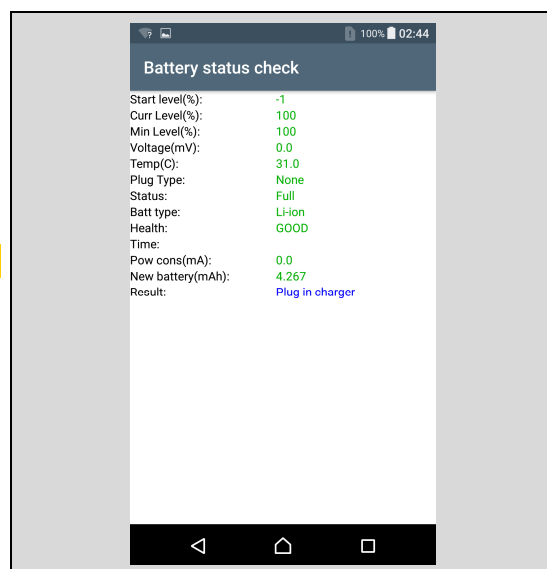 100% 02:44
Battery status check
Start level(%): -1
Curr Level(%): 100
Min Level(%): 100
Voltage(mV): 0.0
Temp(C): 31.0
Plug Type: None
Status: Full
Batt type: Li-ion
Health: GOOD
Time:
Pow cons(mA): 0.0
New battery(mAh): 4.267
Result: Plug in charger